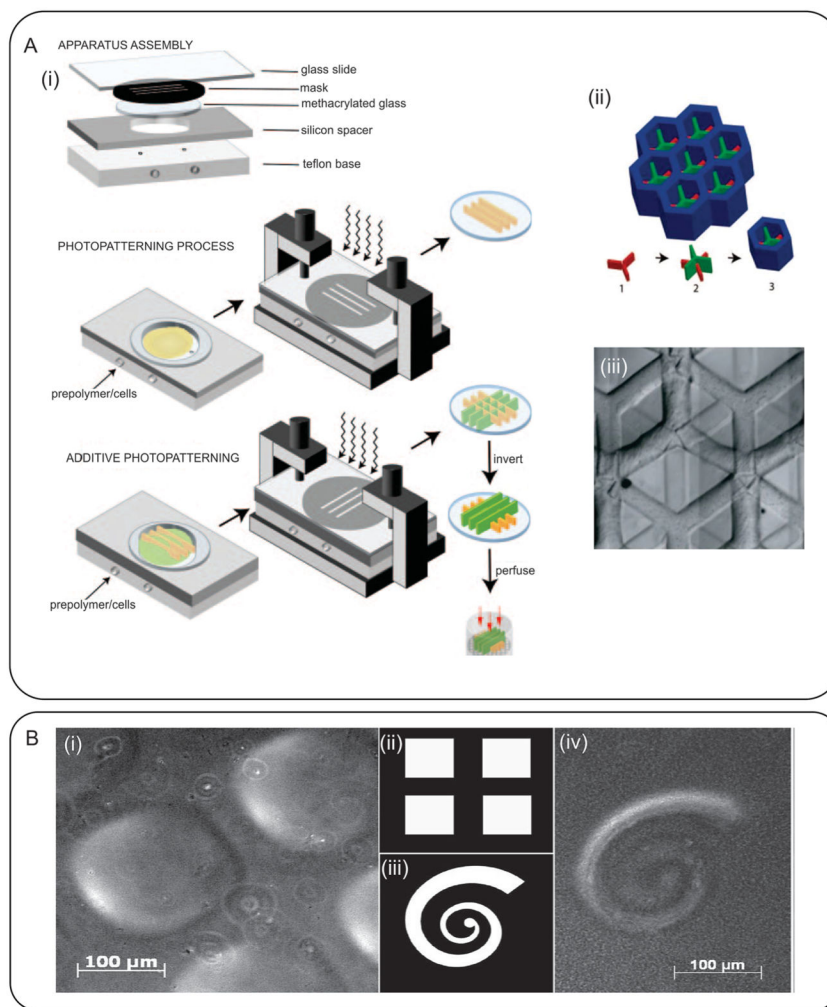 A
APPARATUS ASSEMBLY
(i)
glass slide
mask
methacrylated glass
silicon spacer
teflon base
(ii)
1
2
3
PHOTOPATTERNING PROCESS
prepolymer/cells
(iii)
ADDITIVE PHOTOPATTERNING
invert
perfuse
prepolymer/cells
B
(i)
100 µm
(ii)
(iii)
(iv)
100 µm